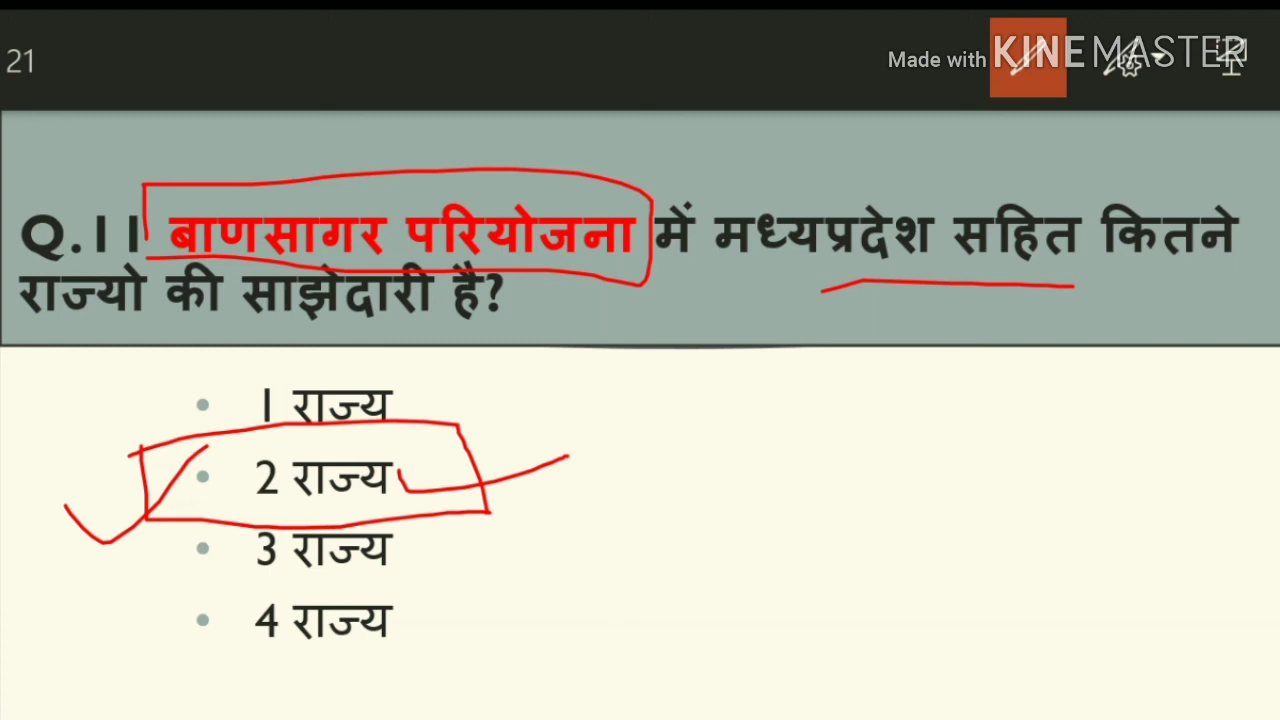 21
Made with KINEMASTER
Q.11 बाणसागर परियोजना में मध्यप्रदेश सहित कितने
राज्यो की साझेदारी है?
• 1 राज्य
• 2 राज्य
• 3 राज्य
• 4 राज्य